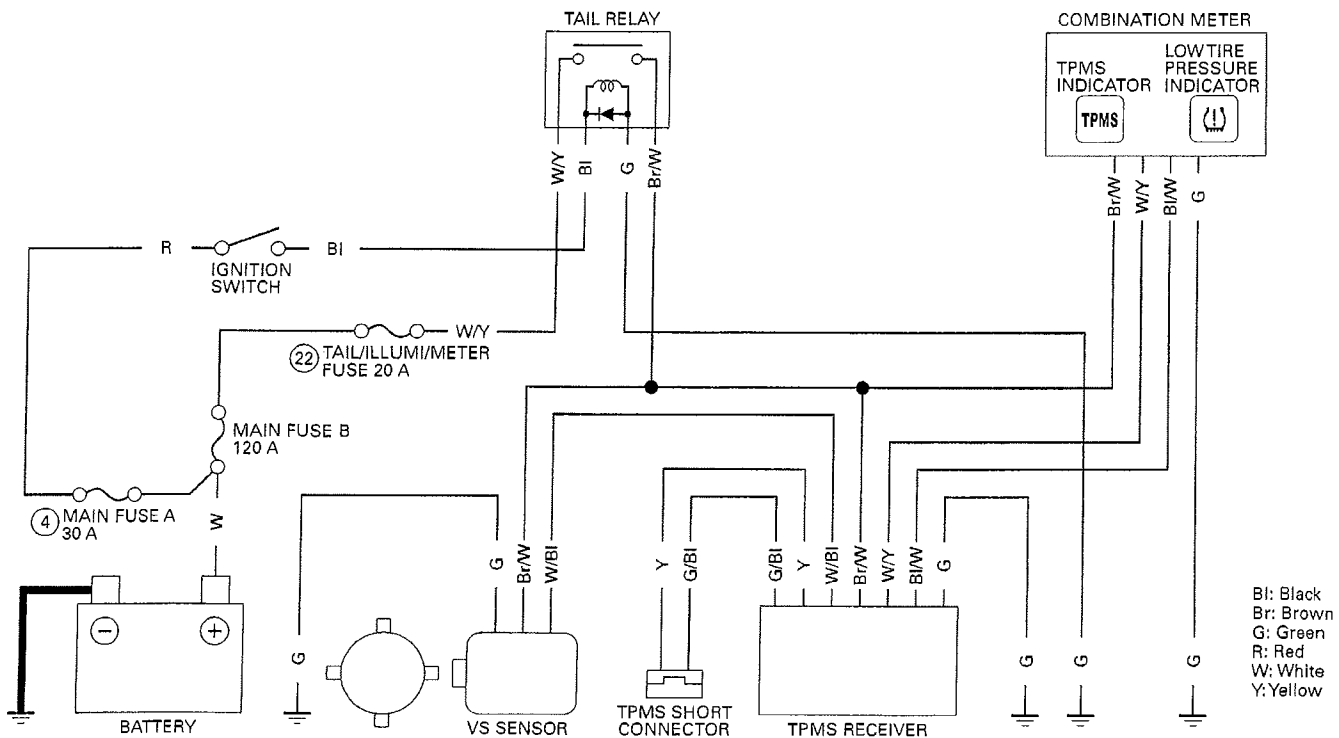 TAIL RELAY
COMBINATION METER
TPMS
INDICATOR
LOW TIRE
PRESSURE
INDICATOR
TPMS
(!)
W/Y
Bl
G
Br/W
Br/W
W/Y
Bl/W
G
R
Bl
IGNITION
SWITCH
W/Y
22 TAIL/ILLUMI/METER
FUSE 20 A
MAIN FUSE B
120 A
4 MAIN FUSE A
30 A
W
G
Br/W
W/Bl
Y
G/Bl
G/Bl
Y
W/Bl
Br/W
W/Y
Bl/W
G
G
G
G
G
− +
BATTERY
VS SENSOR
TPMS SHORT
CONNECTOR
TPMS RECEIVER
Bl: Black
Br: Brown
G: Green
R: Red
W: White
Y: Yellow